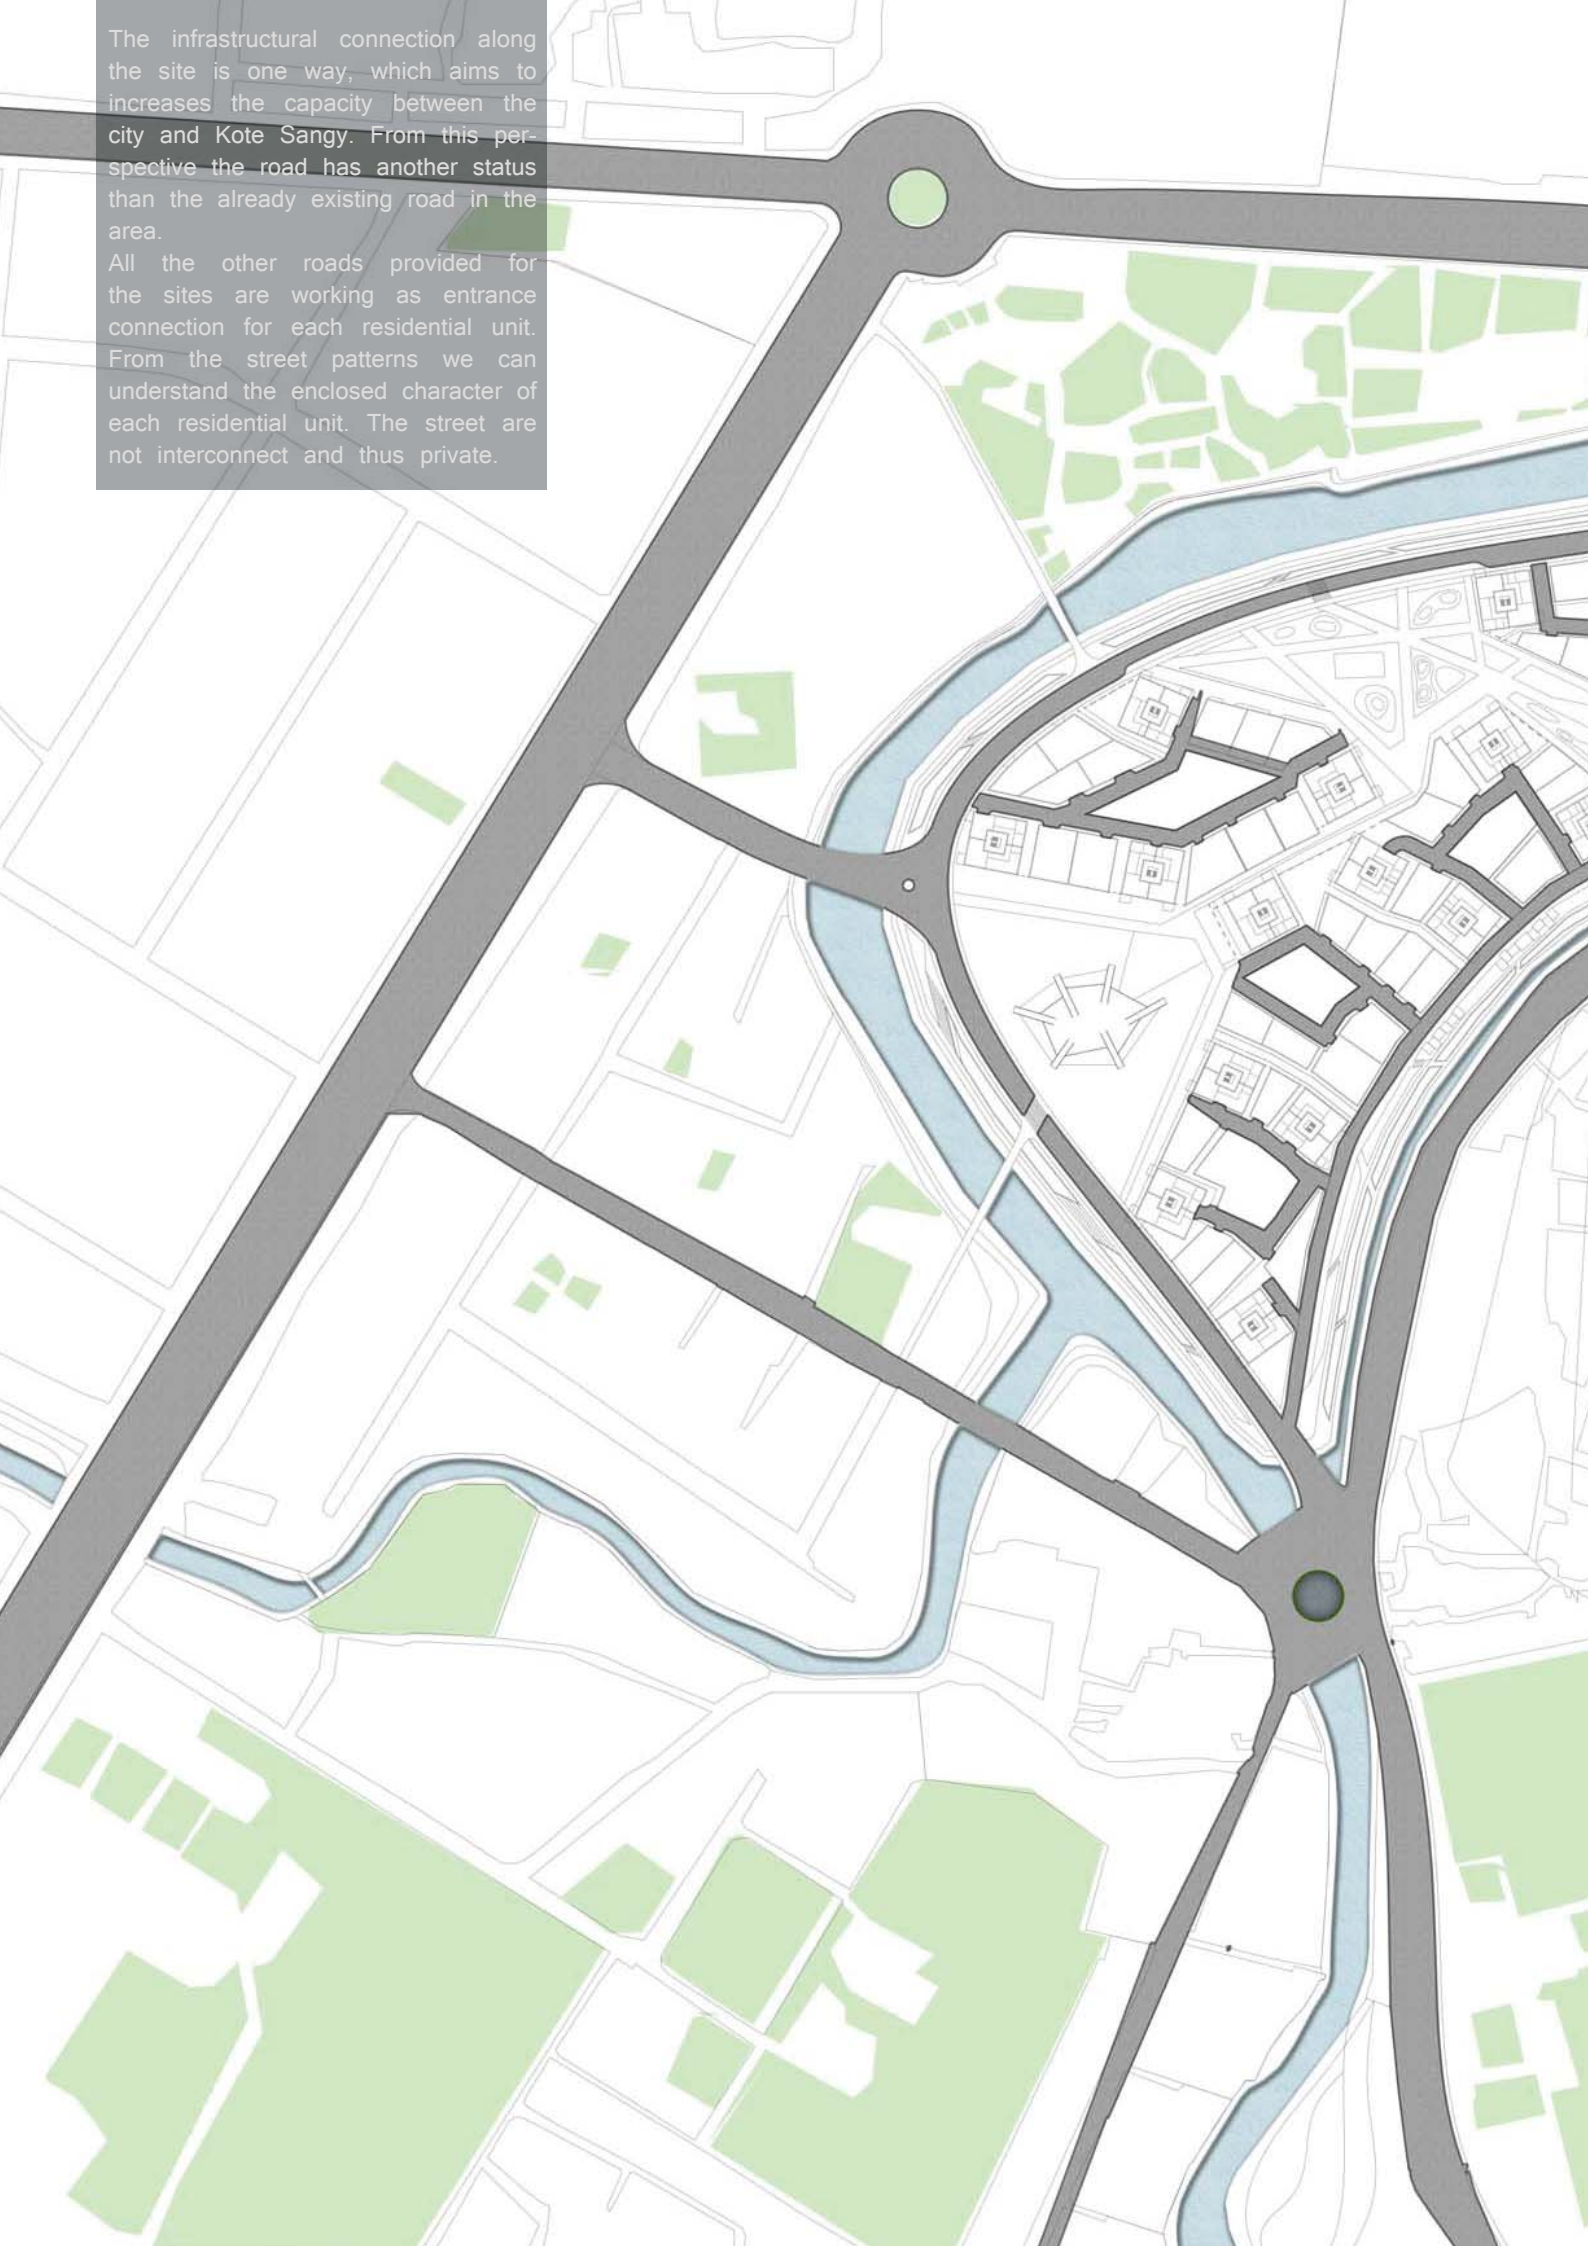 The infrastructural connection along
the site is one way, which aims to
increases the capacity between the
city and Kote Sangy. From this per-
spective the road has another status
than the already existing road in the
area.
All the other roads provided for
the sites are working as entrance
connection for each residential unit.
From the street patterns we can
understand the enclosed character of
each residential unit. The street are
not interconnect and thus private.